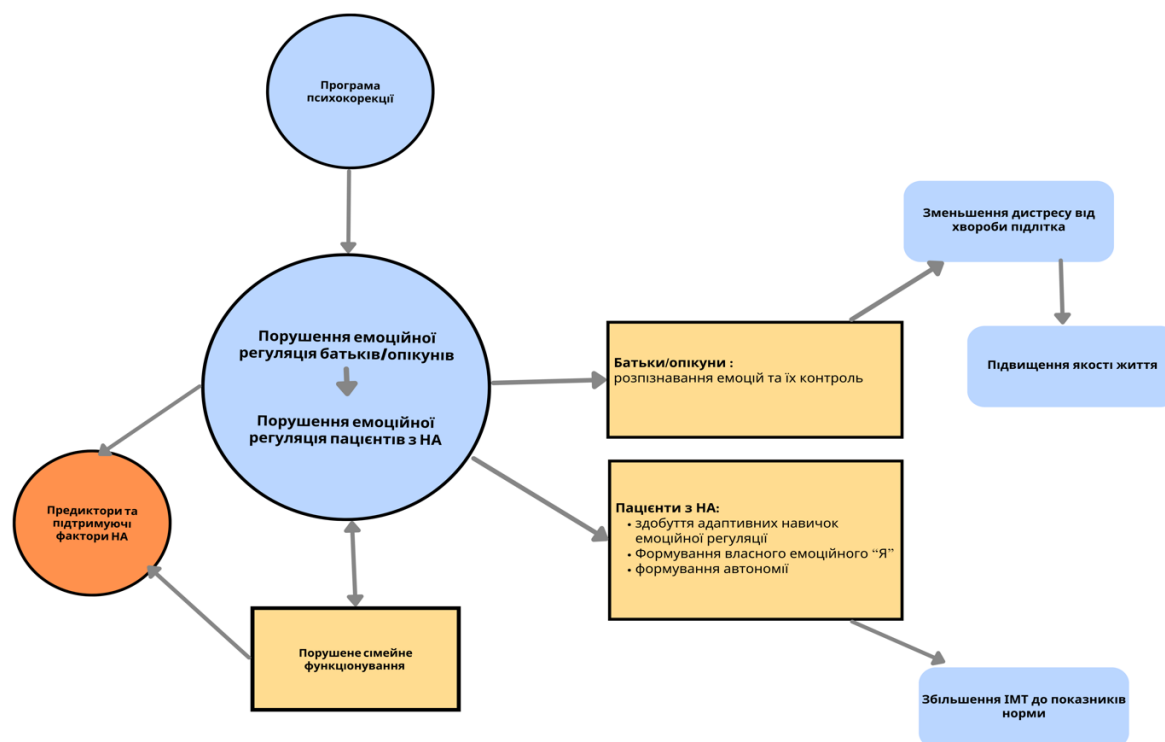 Програма
психокорекції
Зменьшення дистресу від
хвороби підлітка
Порушення емоційної
регуляція батьків/опікунів
Порушення емоційної
регуляція пацієнтів з НА
Батьки/опікуни :
розпізнавання емоцій та їх контроль
Підвищення якості життя
Предиктори та
підтримуючі
фактори НА
Пацієнти з НА:
• здобуття адаптивних навичок
емоційної регуляції
• Формування власного емоційного “Я”
• формування автономії
Порушене сімейне
функціонування
Збільшення ІМТ до показників
норми